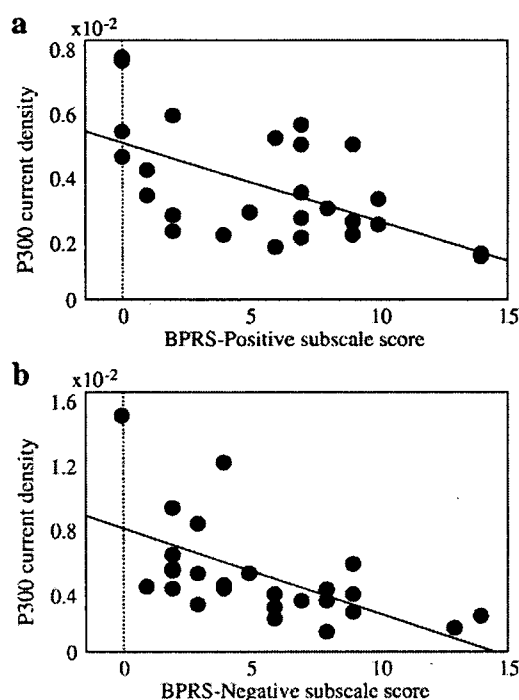 a
x10-2
0.8
0.6
0.4
0.2
0
P300 current density
0 5 10 15
BPRS-Positive subscale score
b
x10-2
1.6
1.2
0.8
0.4
0
P300 current density
0 5 10 15
BPRS-Negative subscale score